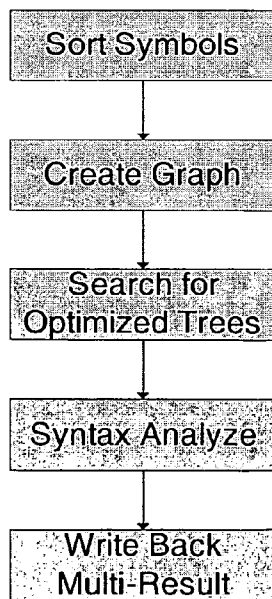 Sort Symbols
Create Graph
Search for
Optimized Trees
Syntax Analyze
Write Back
Multi-Result